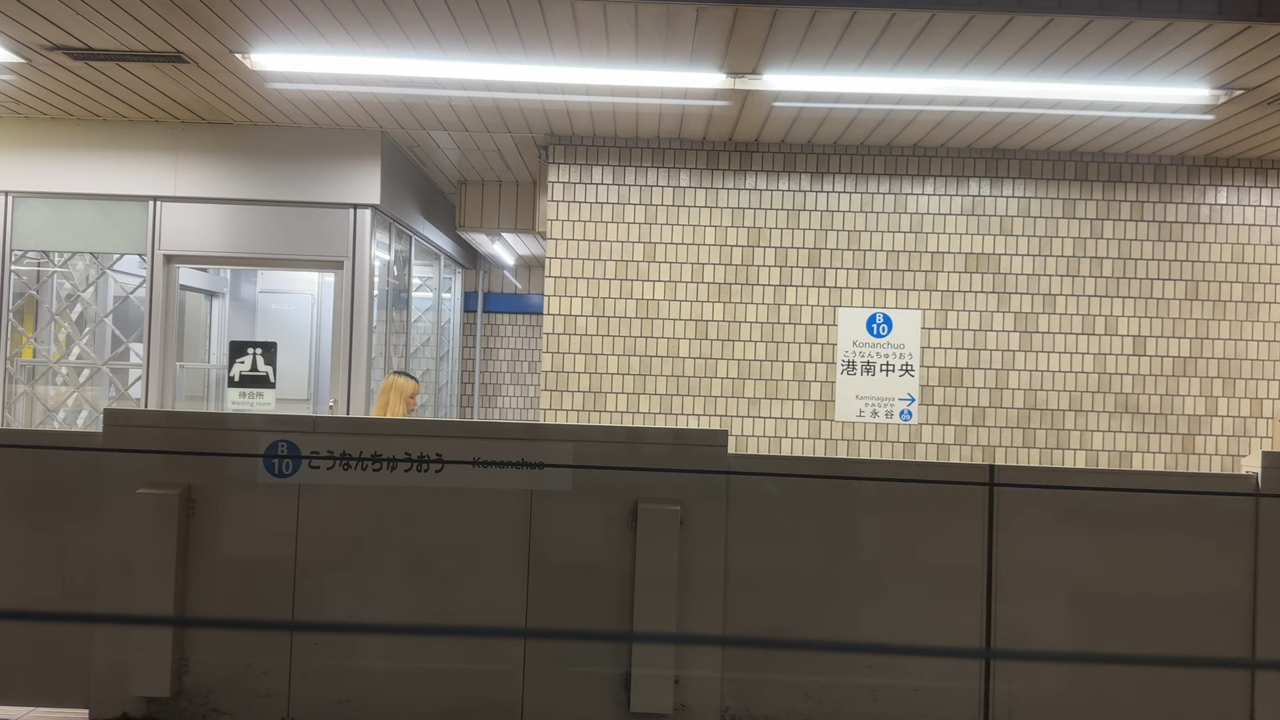 待合所
Waiting room
B
10
Konanchuo
こうなんちゅうおう
港南中央
Kaminagaya
かみながや
上永谷
B
09
B
10
こうなんちゅうおう Konanchuo